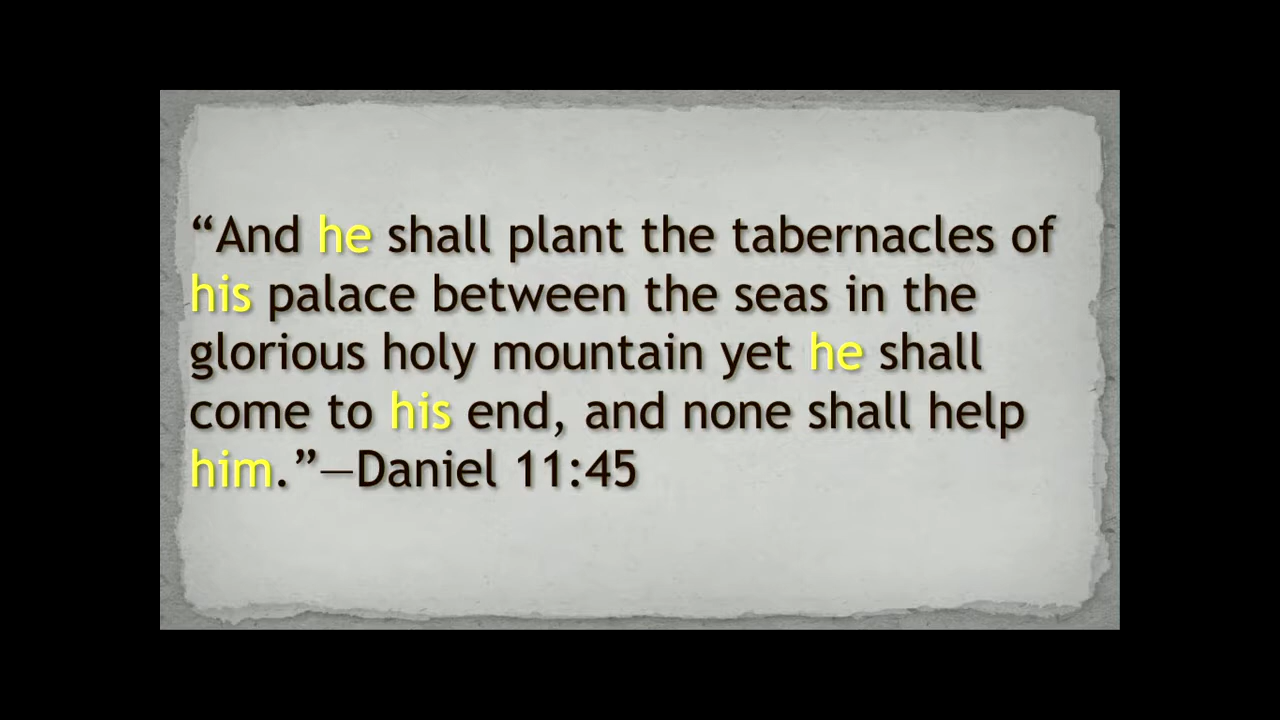 “And he shall plant the tabernacles of
his palace between the seas in the
glorious holy mountain yet he shall
come to his end, and none shall help
him.”—Daniel 11:45